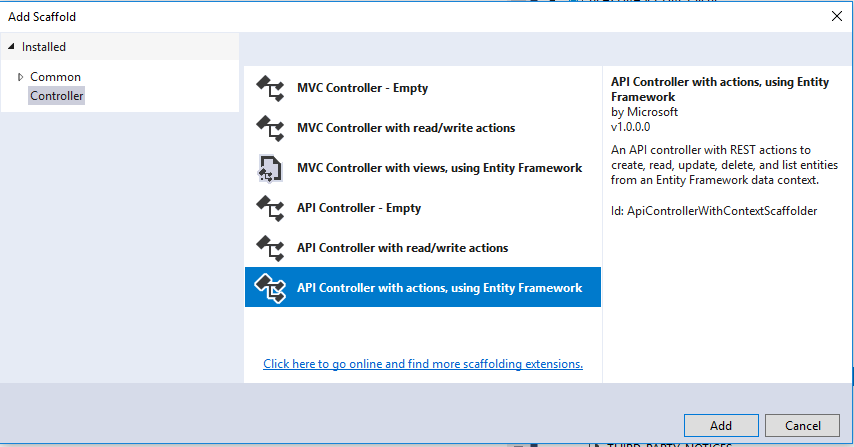 Add Scaffold
Installed
Common
Controller
MVC Controller - Empty
MVC Controller with read/write actions
MVC Controller with views, using Entity Framework
API Controller - Empty
API Controller with read/write actions
API Controller with actions, using Entity Framework
Click here to go online and find more scaffolding extensions.
API Controller with actions, using Entity
Framework
by Microsoft
v1.0.0.0
An API controller with REST actions to
create, read, update, delete, and list entities
from an Entity Framework data context.
Id: ApiControllerWithContextScaffolder
Add
Cancel